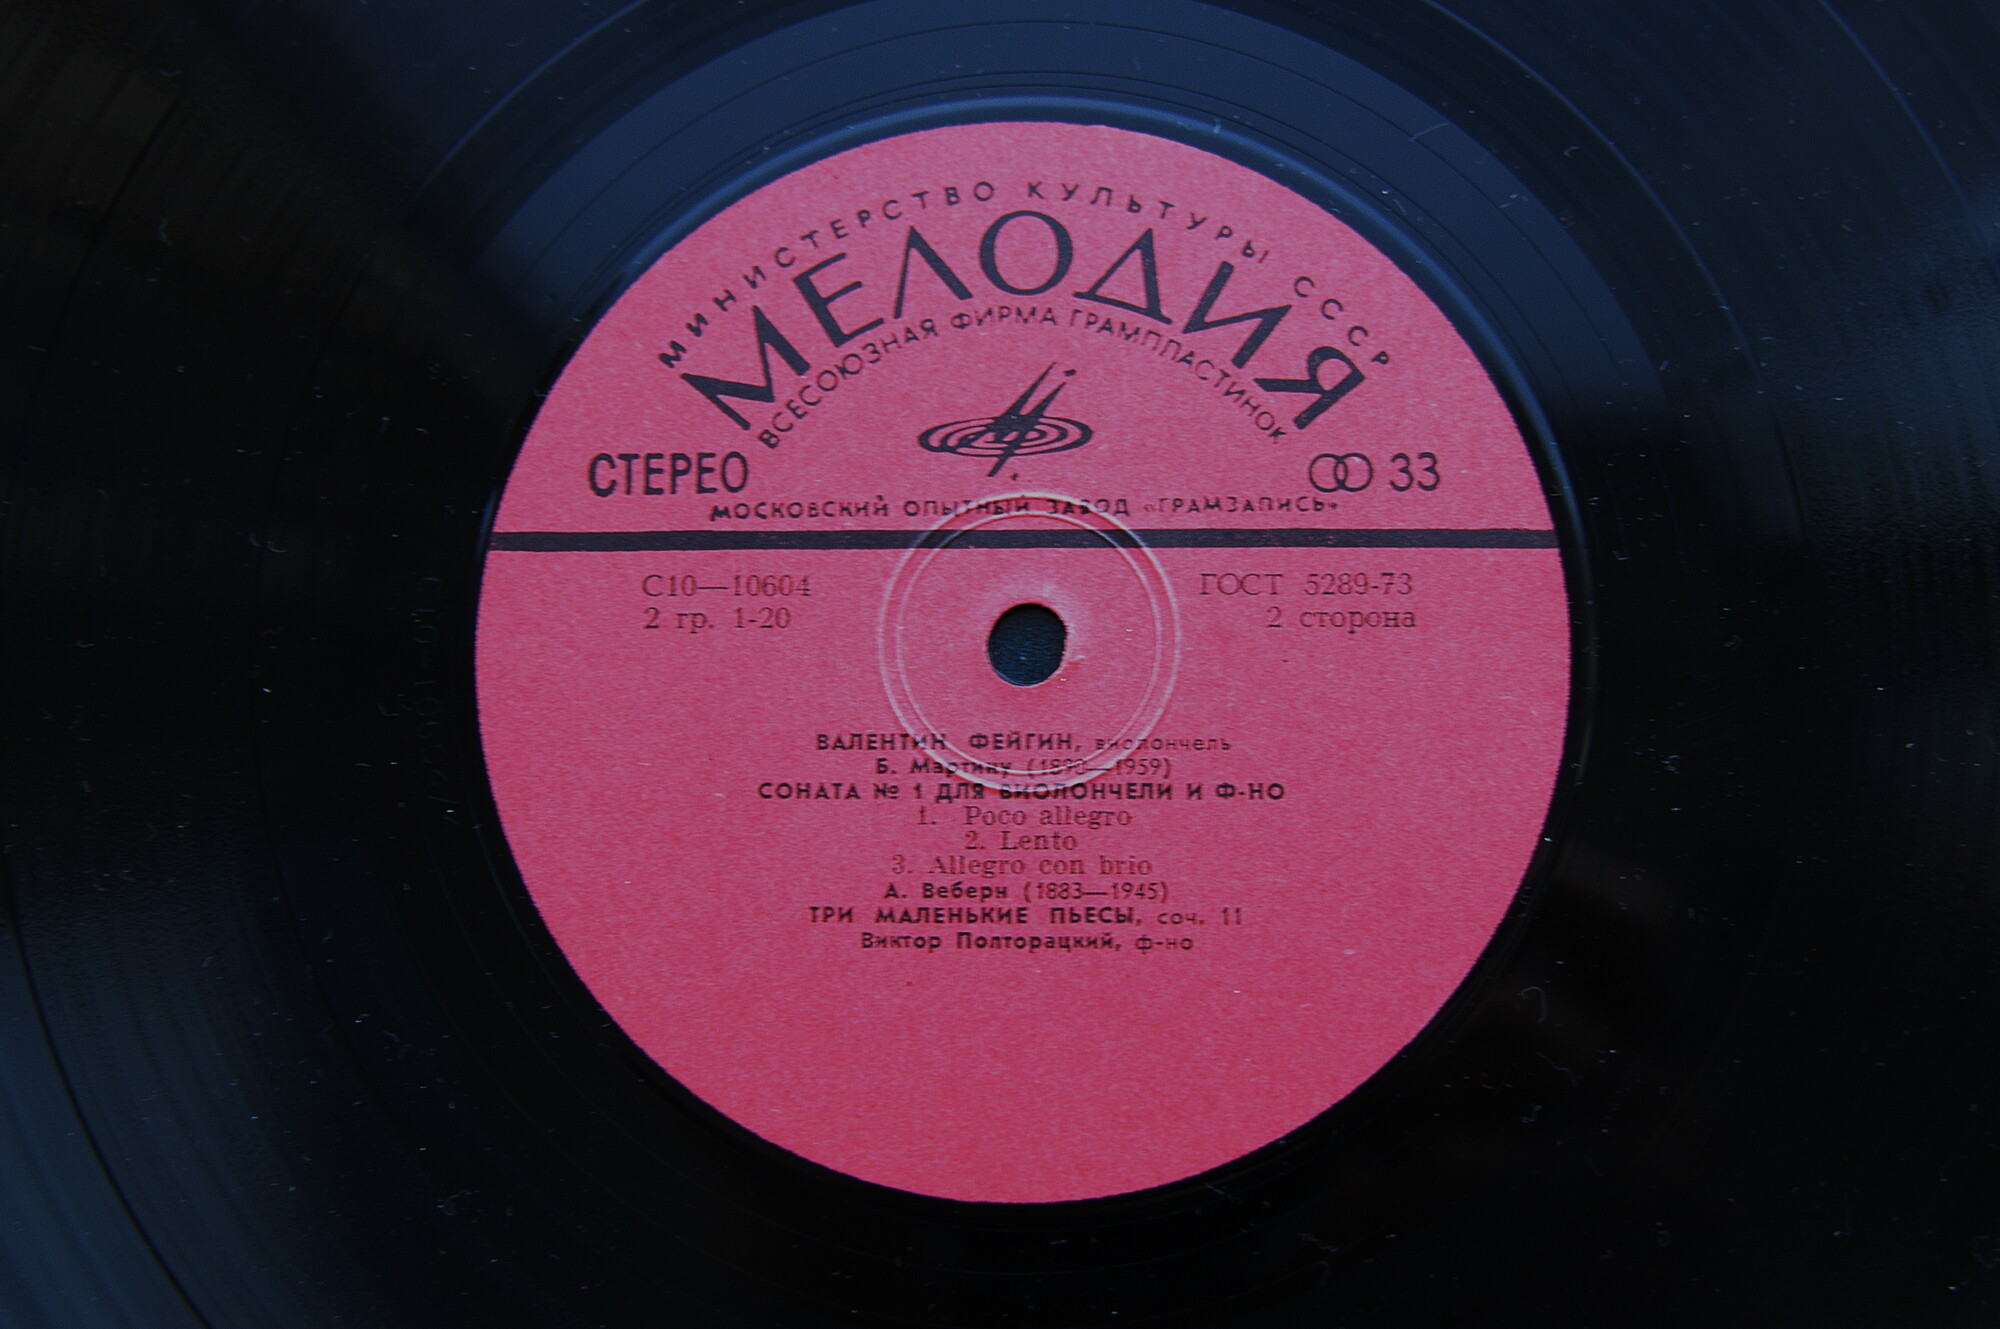 МИНИСТЕРСТВО КУЛЬТУРЫ СССР
МЕЛОДИЯ
ВСЕСОЮЗНАЯ ФИРМА ГРАМПЛАСТИНОК
СТЕРЕО
33
МОСКОВСКИЙ ОПЫТНЫЙ ЗАВОД «ГРАМЗАПИСЬ»
С10—10604
ГОСТ 5289-73
2 гр. 1-20
2 сторона
ВАЛЕНТИН ФЕЙГИН, виолончель
Б. Мартину (1890—1959)
СОНАТА № 1 ДЛЯ ВИОЛОНЧЕЛИ И Ф-НО
1. Poco allegro
2. Lento
3. Allegro con brio
А. Веберн (1883—1945)
ТРИ МАЛЕНЬКИЕ ПЬЕСЫ, соч. 11
Виктор Полторацкий, ф-но